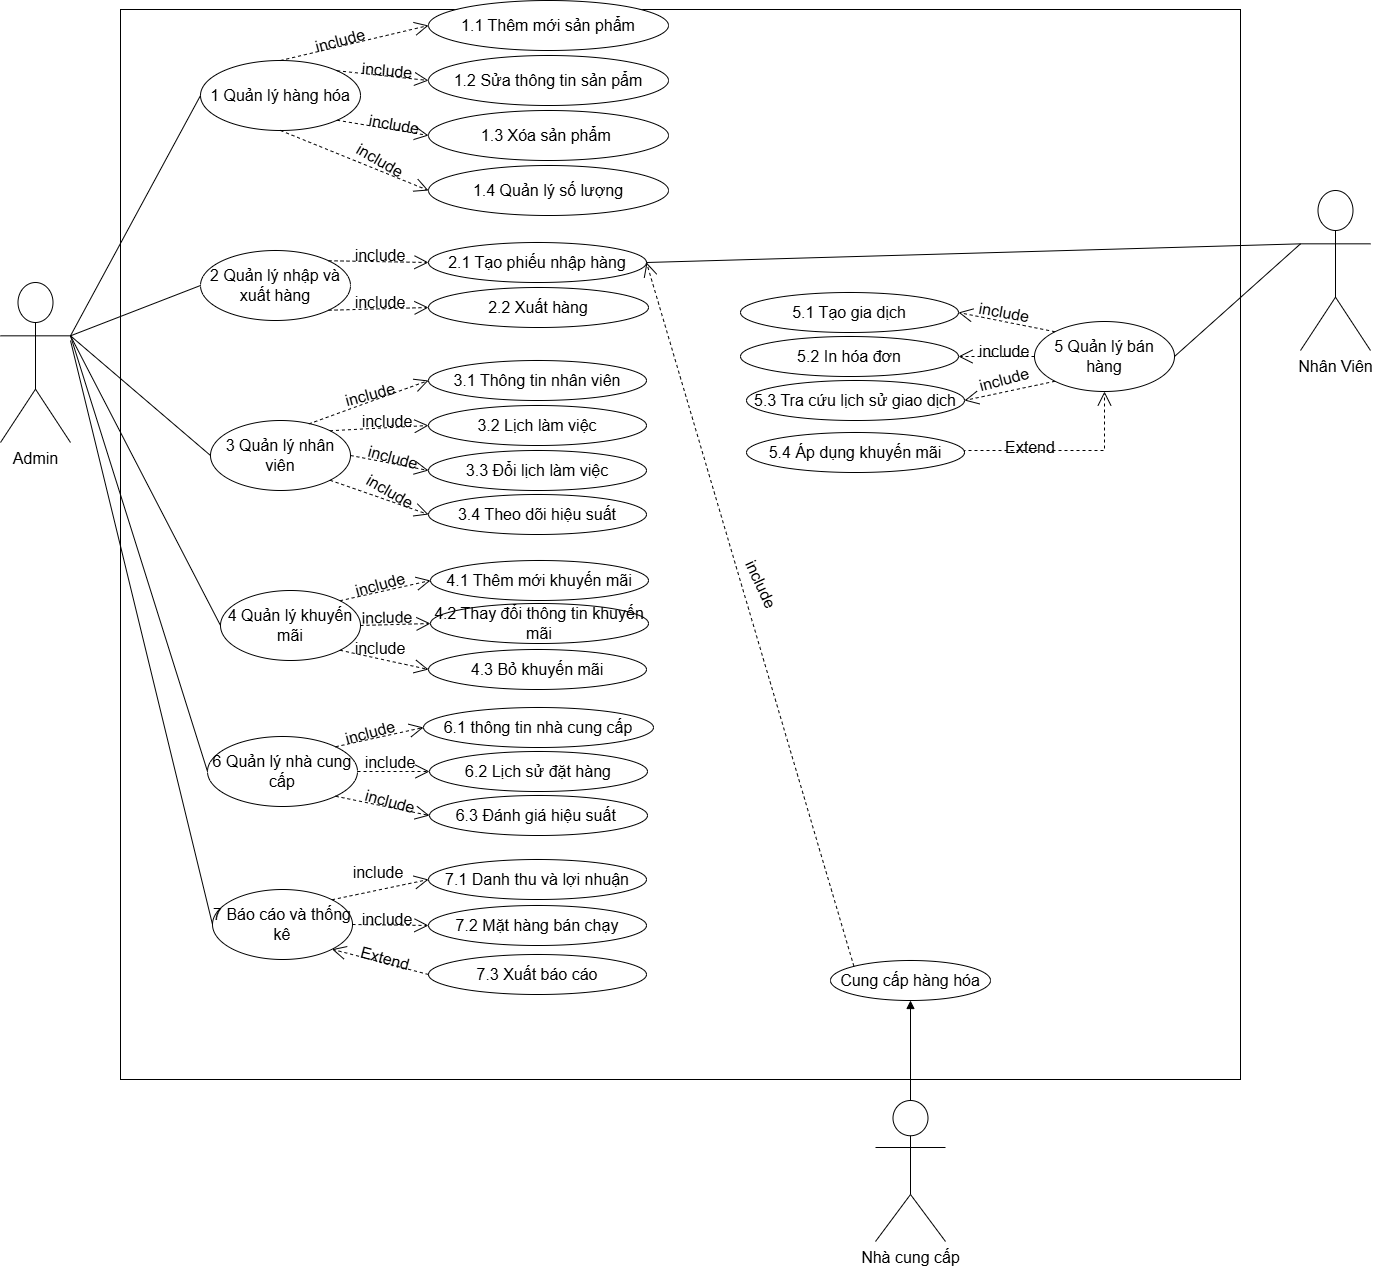 1.1 Thêm mới sản phẩm
include
include
1.2 Sửa thông tin sản pẩm
1 Quản lý hàng hóa
include
1.3 Xóa sản phẩm
include
1.4 Quản lý số lượng
include
2.1 Tạo phiếu nhập hàng
2 Quản lý nhập và
xuất hàng
include
2.2 Xuất hàng
Admin
3.1 Thông tin nhân viên
include
include
3.2 Lịch làm việc
3 Quản lý nhân
viên
include
3.3 Đổi lịch làm việc
include
3.4 Theo dõi hiệu suất
4.1 Thêm mới khuyến mãi
include
4 Quản lý khuyến
mãi
include
4.2 Thay đổi thông tin khuyến
mãi
include
4.3 Bỏ khuyến mãi
6.1 thông tin nhà cung cấp
include
6 Quản lý nhà cung
cấp
include
6.2 Lịch sử đặt hàng
include
6.3 Đánh giá hiệu suất
include
7.1 Danh thu và lợi nhuận
7 Báo cáo và thống
kê
include
7.2 Mặt hàng bán chạy
Extend
7.3 Xuất báo cáo
5.1 Tạo gia dịch
include
5.2 In hóa đơn
include
5 Quản lý bán
hàng
include
5.3 Tra cứu lịch sử giao dịch
5.4 Áp dụng khuyến mãi
Extend
Nhân Viên
include
Cung cấp hàng hóa
Nhà cung cấp